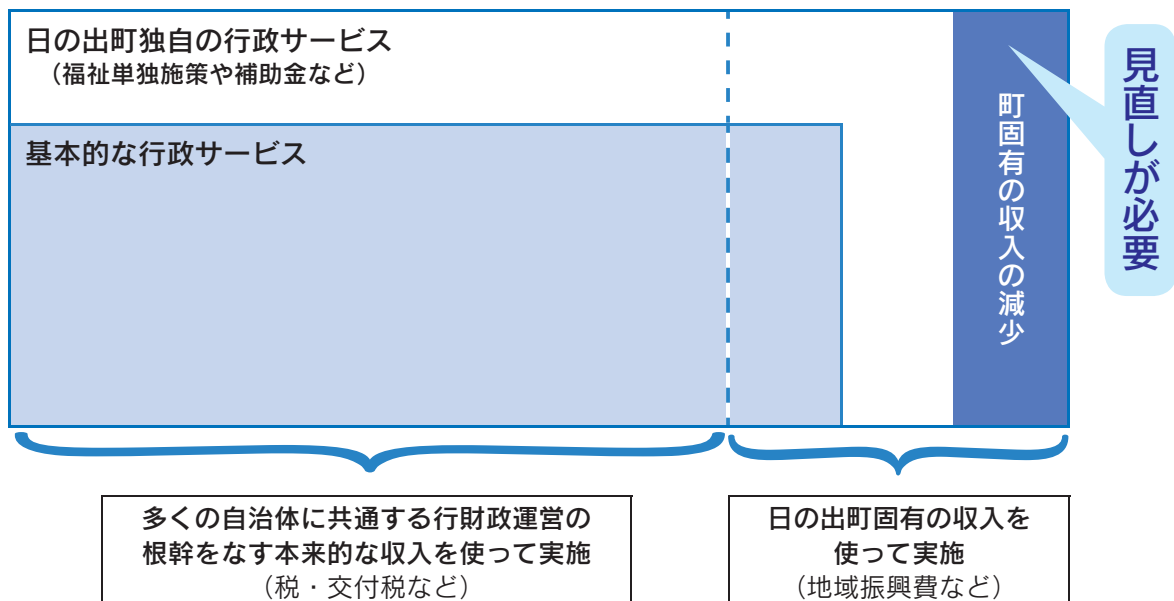 日の出町独自の行政サービス
（福祉単独施策や補助金など）
基本的な行政サービス
町固有の収入の減少
見直しが必要
多くの自治体に共通する行財政運営の
根幹をなす本来的な収入を使って実施
（税・交付税など）
日の出町固有の収入を
使って実施
（地域振興費など）